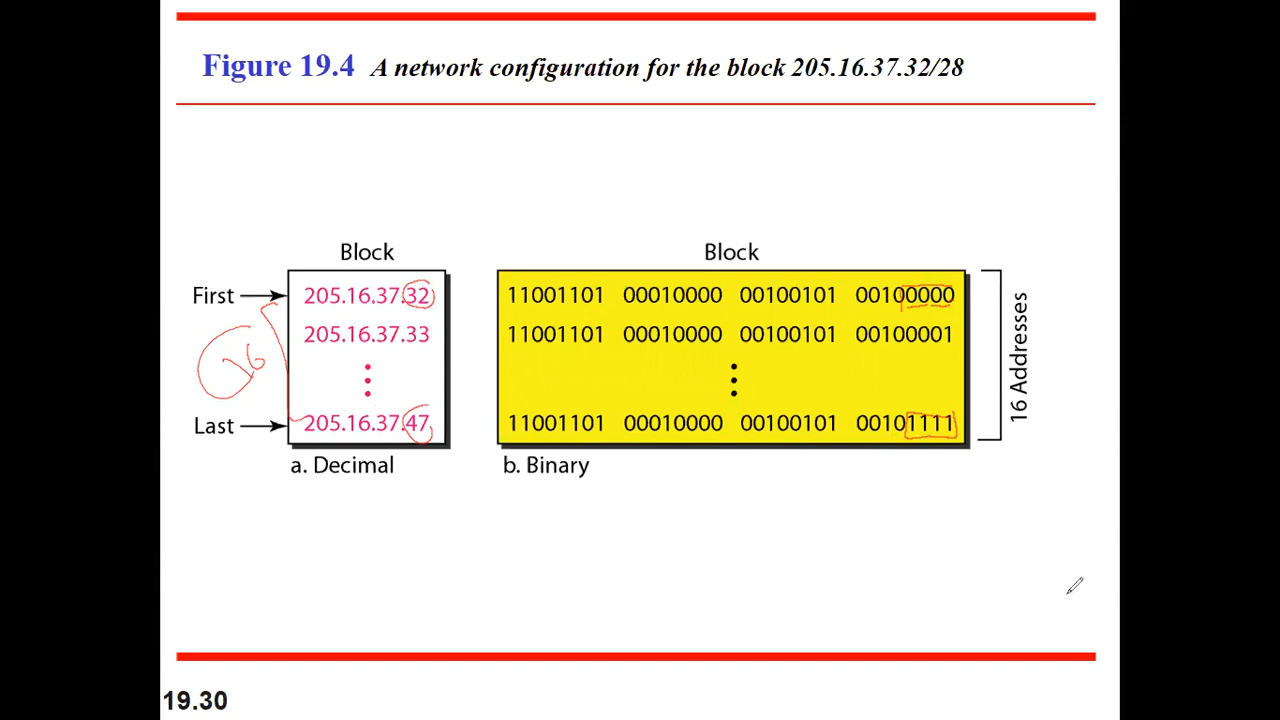 Figure 19.4 A network configuration for the block 205.16.37.32/28
Block
Block
First
205.16.37.32
11001101 00010000 00100101 00100000
205.16.37.33
11001101 00010000 00100101 00100001
16
Last
205.16.37.47
11001101 00010000 00100101 00101111
16 Addresses
a. Decimal
b. Binary
19.30